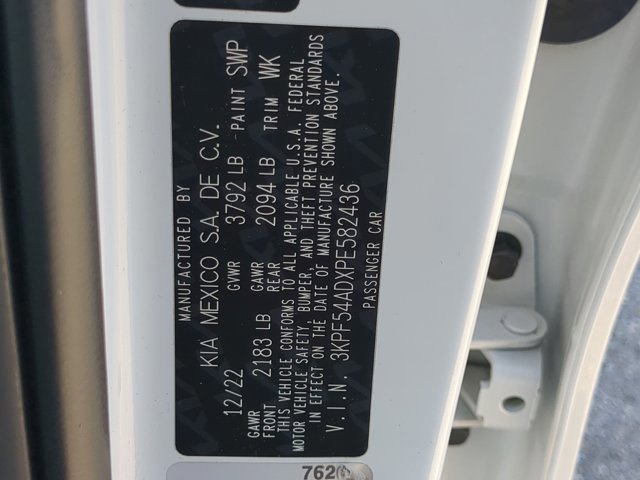 MANUFACTURED BY
KIA MEXICO S.A. DE C.V.
12/22 GVWR 3792 LB PAINT SWP
GAWR FRONT 2183 LB GAWR REAR 2094 LB TRIM WK
THIS VEHICLE CONFORMS TO ALL APPLICABLE U.S.A. FEDERAL
MOTOR VEHICLE SAFETY, BUMPER, AND THEFT PREVENTION STANDARDS
IN EFFECT ON THE DATE OF MANUFACTURE SHOWN ABOVE.
V.I.N. 3KPF54ADXPE582436
PASSENGER CAR
762